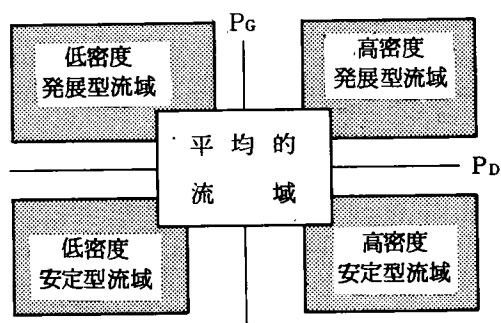 PG
低密度
発展型流域
高密度
発展型流域
平均的
流域
PD
低密度
安定型流域
高密度
安定型流域